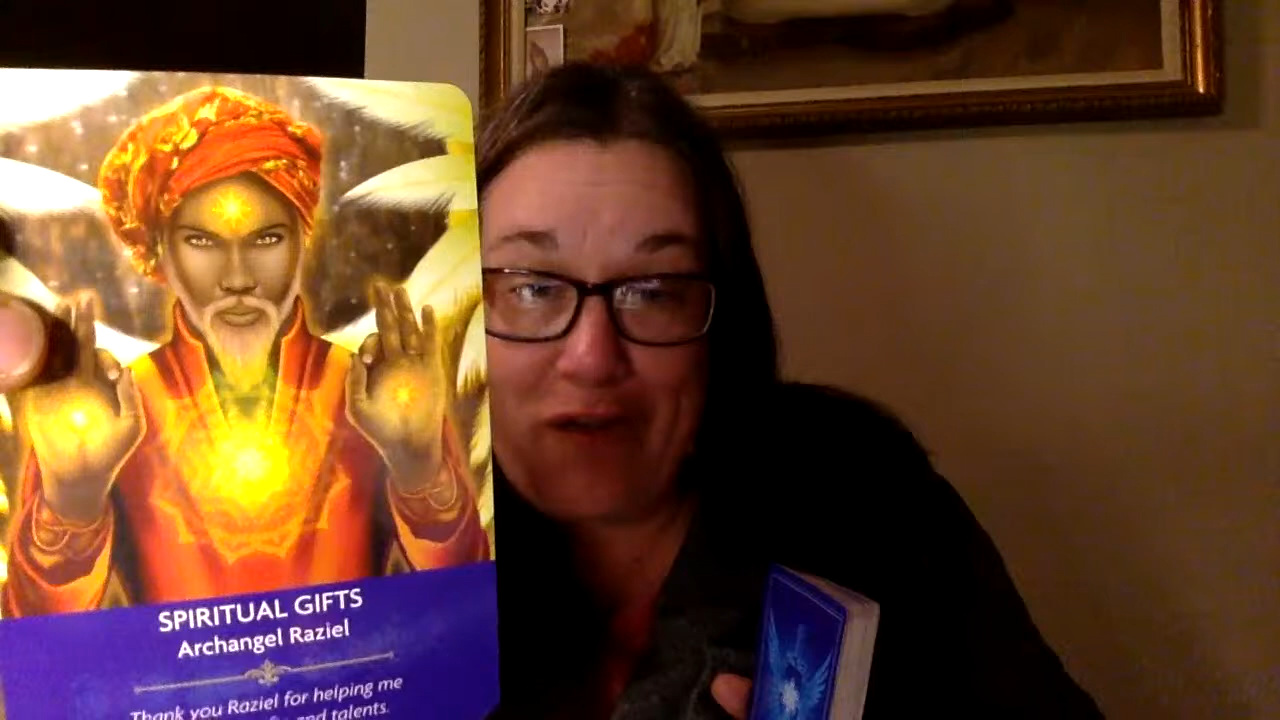 SPIRITUAL GIFTS
Archangel Raziel
Thank you Raziel for helping me
and talents.